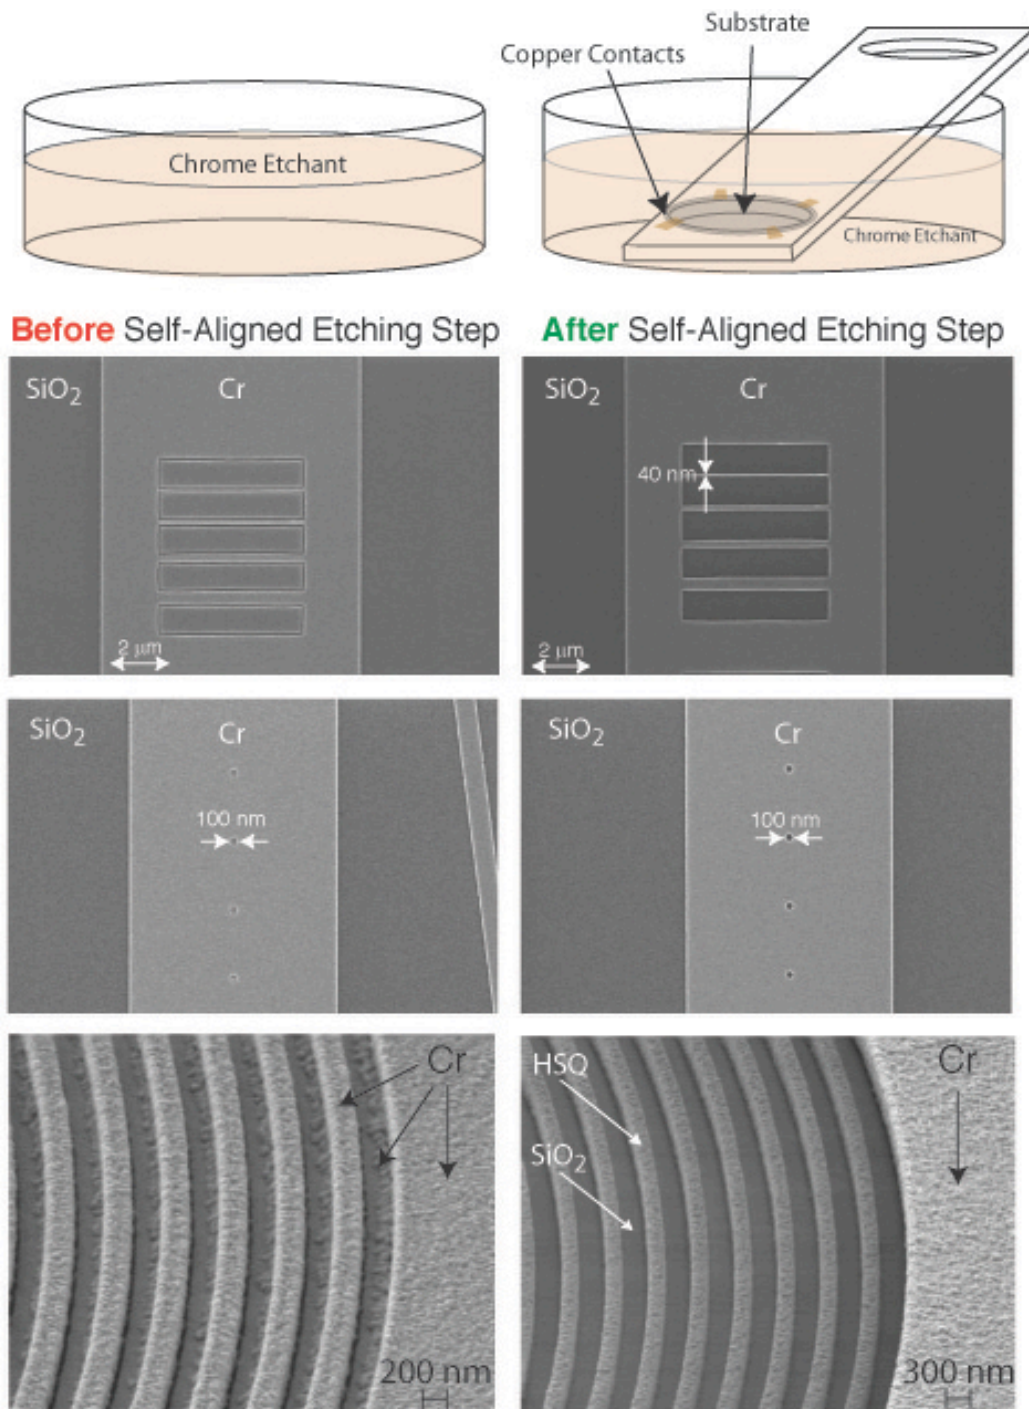 Substrate
Copper Contacts
Chrome Etchant
Chrome Etchant
Before Self-Aligned Etching Step
After Self-Aligned Etching Step
SiO₂
Cr
2 μm
SiO₂
Cr
40 nm
2 μm
SiO₂
Cr
100 nm
SiO₂
Cr
100 nm
Cr
200 nm
HSQ
SiO₂
Cr
300 nm